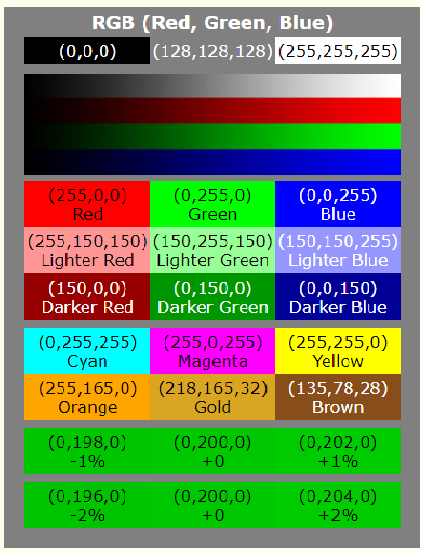 RGB (Red, Green, Blue)
(0,0,0) (128,128,128) (255,255,255)
(255,0,0) (0,255,0) (0,0,255)
Red Green Blue
(255,150,150) (150,255,150) (150,150,255)
Lighter Red Lighter Green Lighter Blue
(150,0,0) (0,150,0) (0,0,150)
Darker Red Darker Green Darker Blue
(0,255,255) (255,0,255) (255,255,0)
Cyan Magenta Yellow
(255,165,0) (218,165,32) (135,78,28)
Orange Gold Brown
(0,198,0) (0,200,0) (0,202,0)
-1% +0 +1%
(0,196,0) (0,200,0) (0,204,0)
-2% +0 +2%